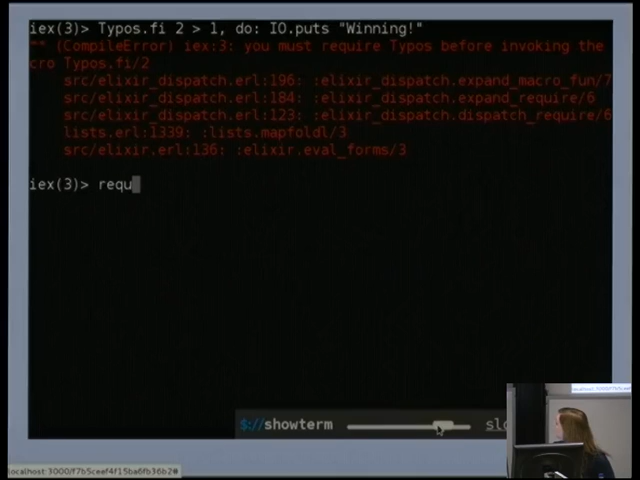 iex(3)> Typos.fi 2 > 1, do: IO.puts "Winning!"
** (CompileError) iex:3: you must require Typos before invoking the
cro Typos.fi/2
src/elixir_dispatch.erl:196: :elixir_dispatch.expand_macro_fun/7
src/elixir_dispatch.erl:184: :elixir_dispatch.expand_require/6
src/elixir_dispatch.erl:123: :elixir_dispatch.dispatch_require/6
lists.erl:1339: :lists.mapfoldl/3
src/elixir.erl:136: :elixir.eval_forms/3
iex(3)> requ
$://showterm slo
localhost:3000/f7b5ceef4f15ba6fb36b2#